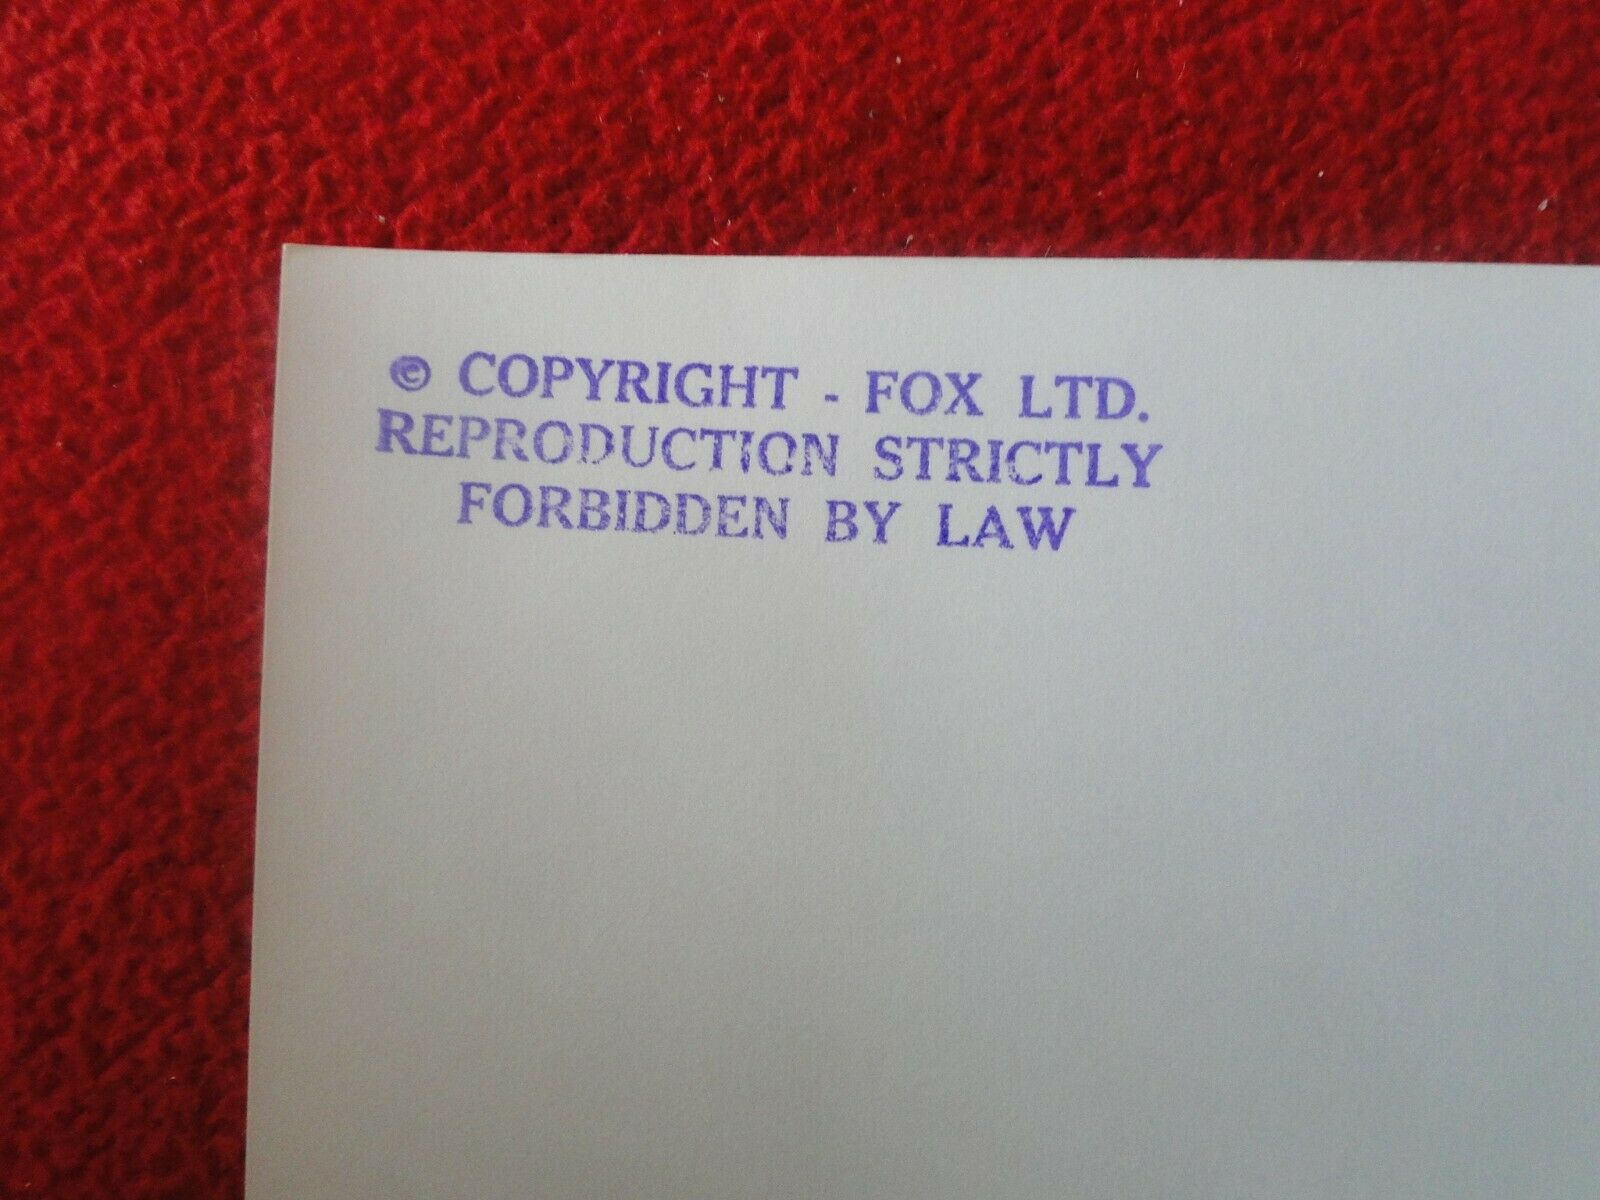 © COPYRIGHT - FOX LTD.
REPRODUCTION STRICTLY
FORBIDDEN BY LAW